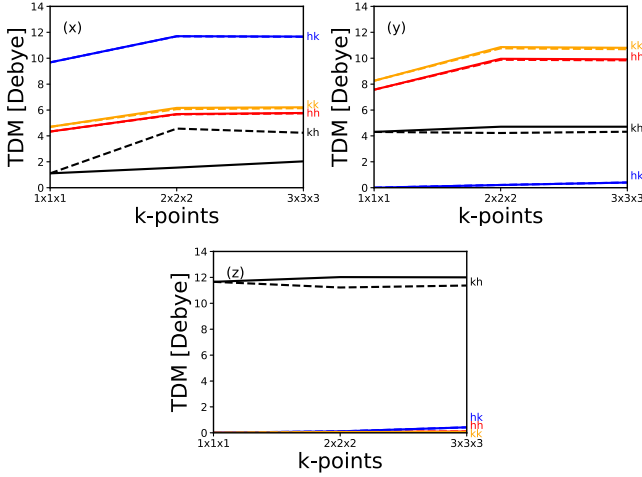 (x)
TDM [Debye]
14
12
10
8
6
4
2
0
hk
kk
hh
kh
1x1x1 2x2x2 3x3x3
k-points
(y)
TDM [Debye]
14
12
10
8
6
4
2
0
kk
hh
kh
hk
1x1x1 2x2x2 3x3x3
k-points
(z)
TDM [Debye]
14
12
10
8
6
4
2
0
kh
hk
hh
kk
1x1x1 2x2x2 3x3x3
k-points